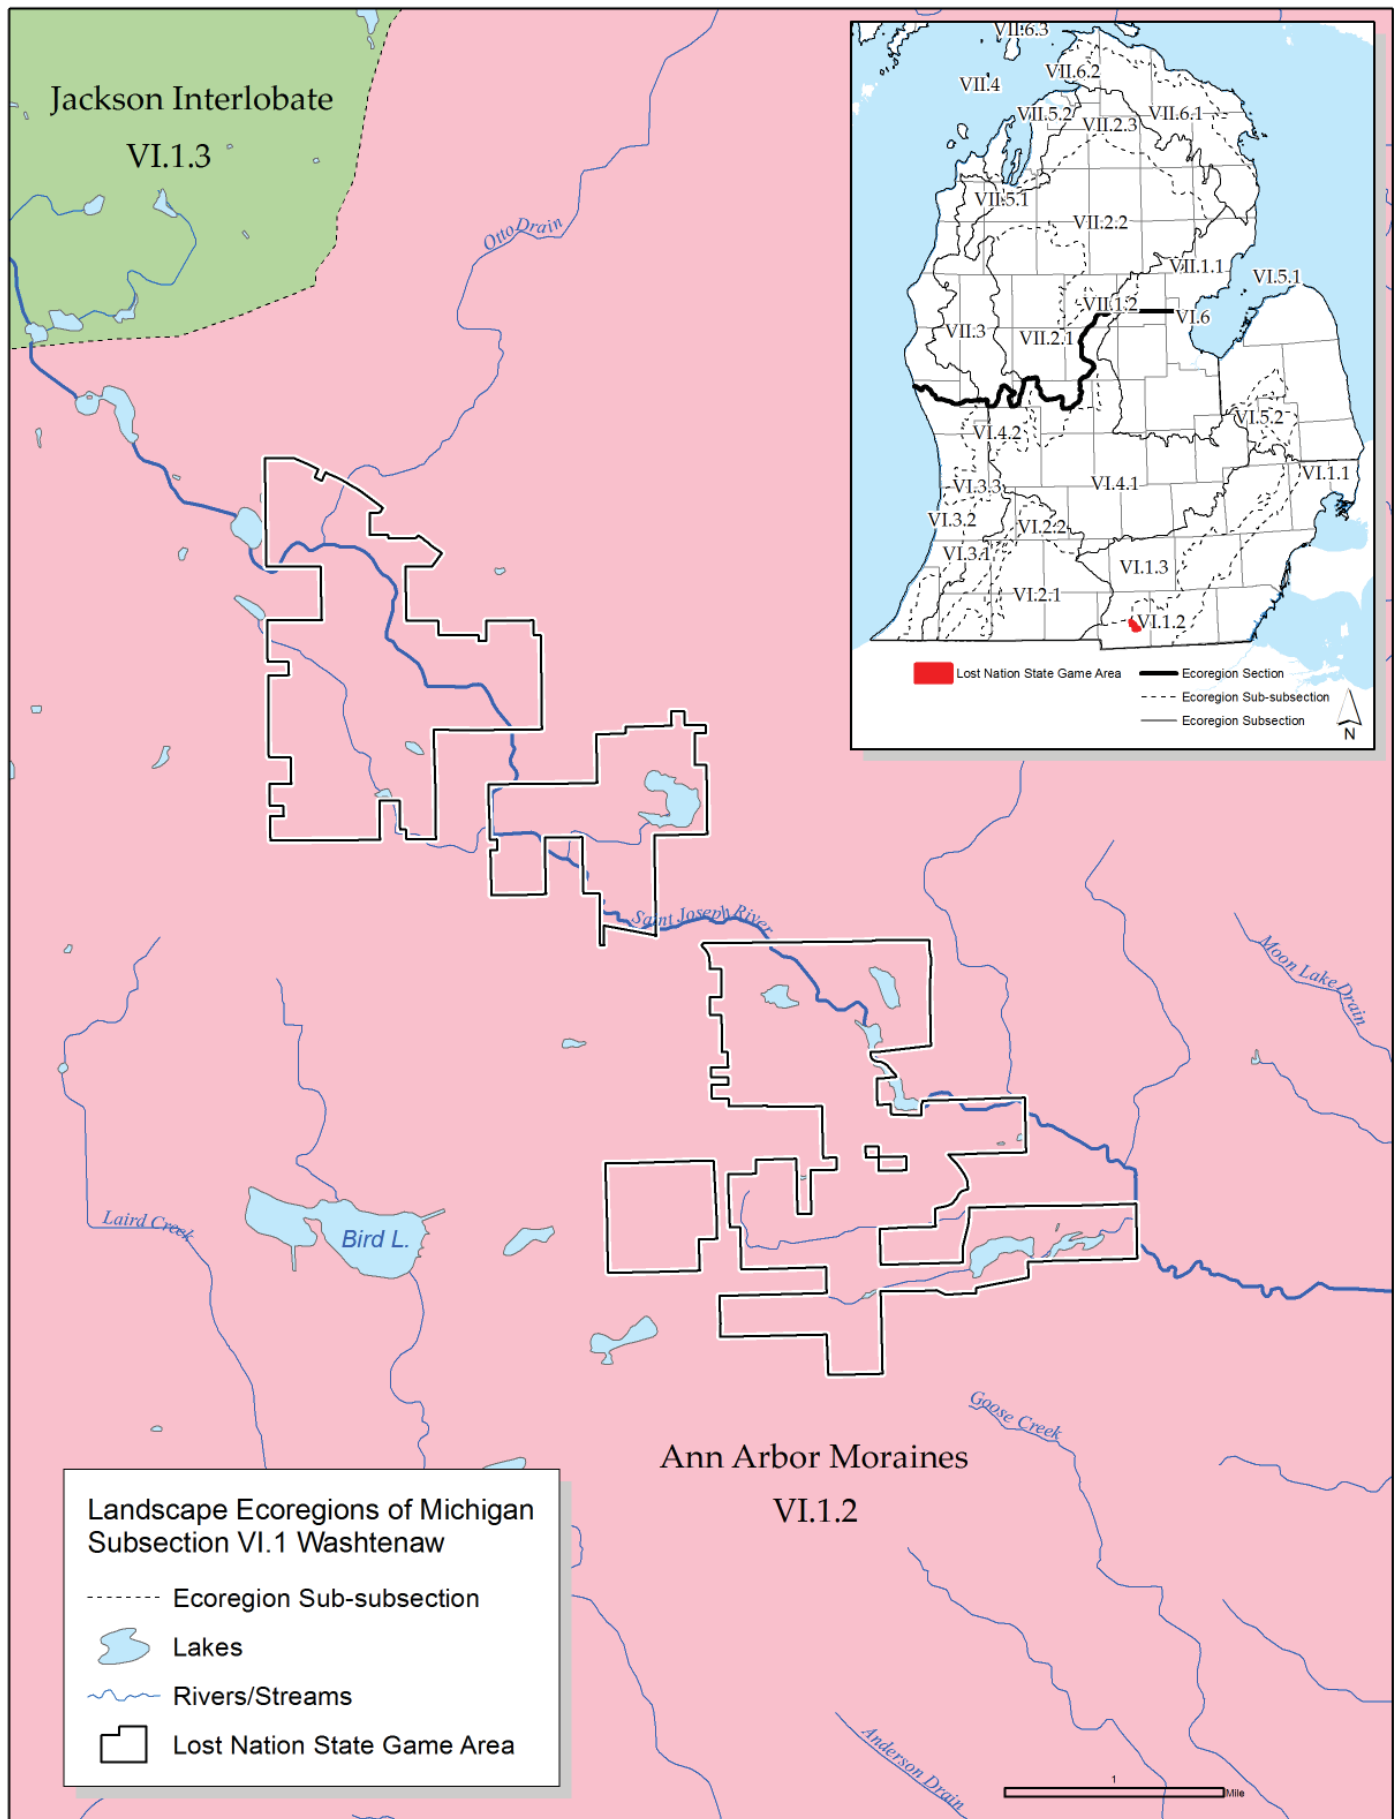 Jackson Interlobate
VI.1.3
Otto Drain
VII.6.3
VII.6.2
VII.4
VII.5.2
VII.2.3
VII.6.1
VII.5.1
VII.2.2
VII.1.1
VI.5.1
VII.1.2
VI.6
VII.3
VII.2.1
VI.5.2
VI.4.2
VI.1.1
VI.3.3
VI.4.1
VI.3.2
VI.2.2
VI.3.1
VI.1.3
VI.2.1
VI.1.2
Lost Nation State Game Area
Ecoregion Section
Ecoregion Sub-subsection
Ecoregion Subsection
N
Saint Joseph River
Moon Lake Drain
Laird Creek
Bird L.
Goose Creek
Ann Arbor Moraines
VI.1.2
Landscape Ecoregions of Michigan
Subsection VI.1 Washtenaw
Ecoregion Sub-subsection
Lakes
Rivers/Streams
Lost Nation State Game Area
Anderson Drain
1
Mile